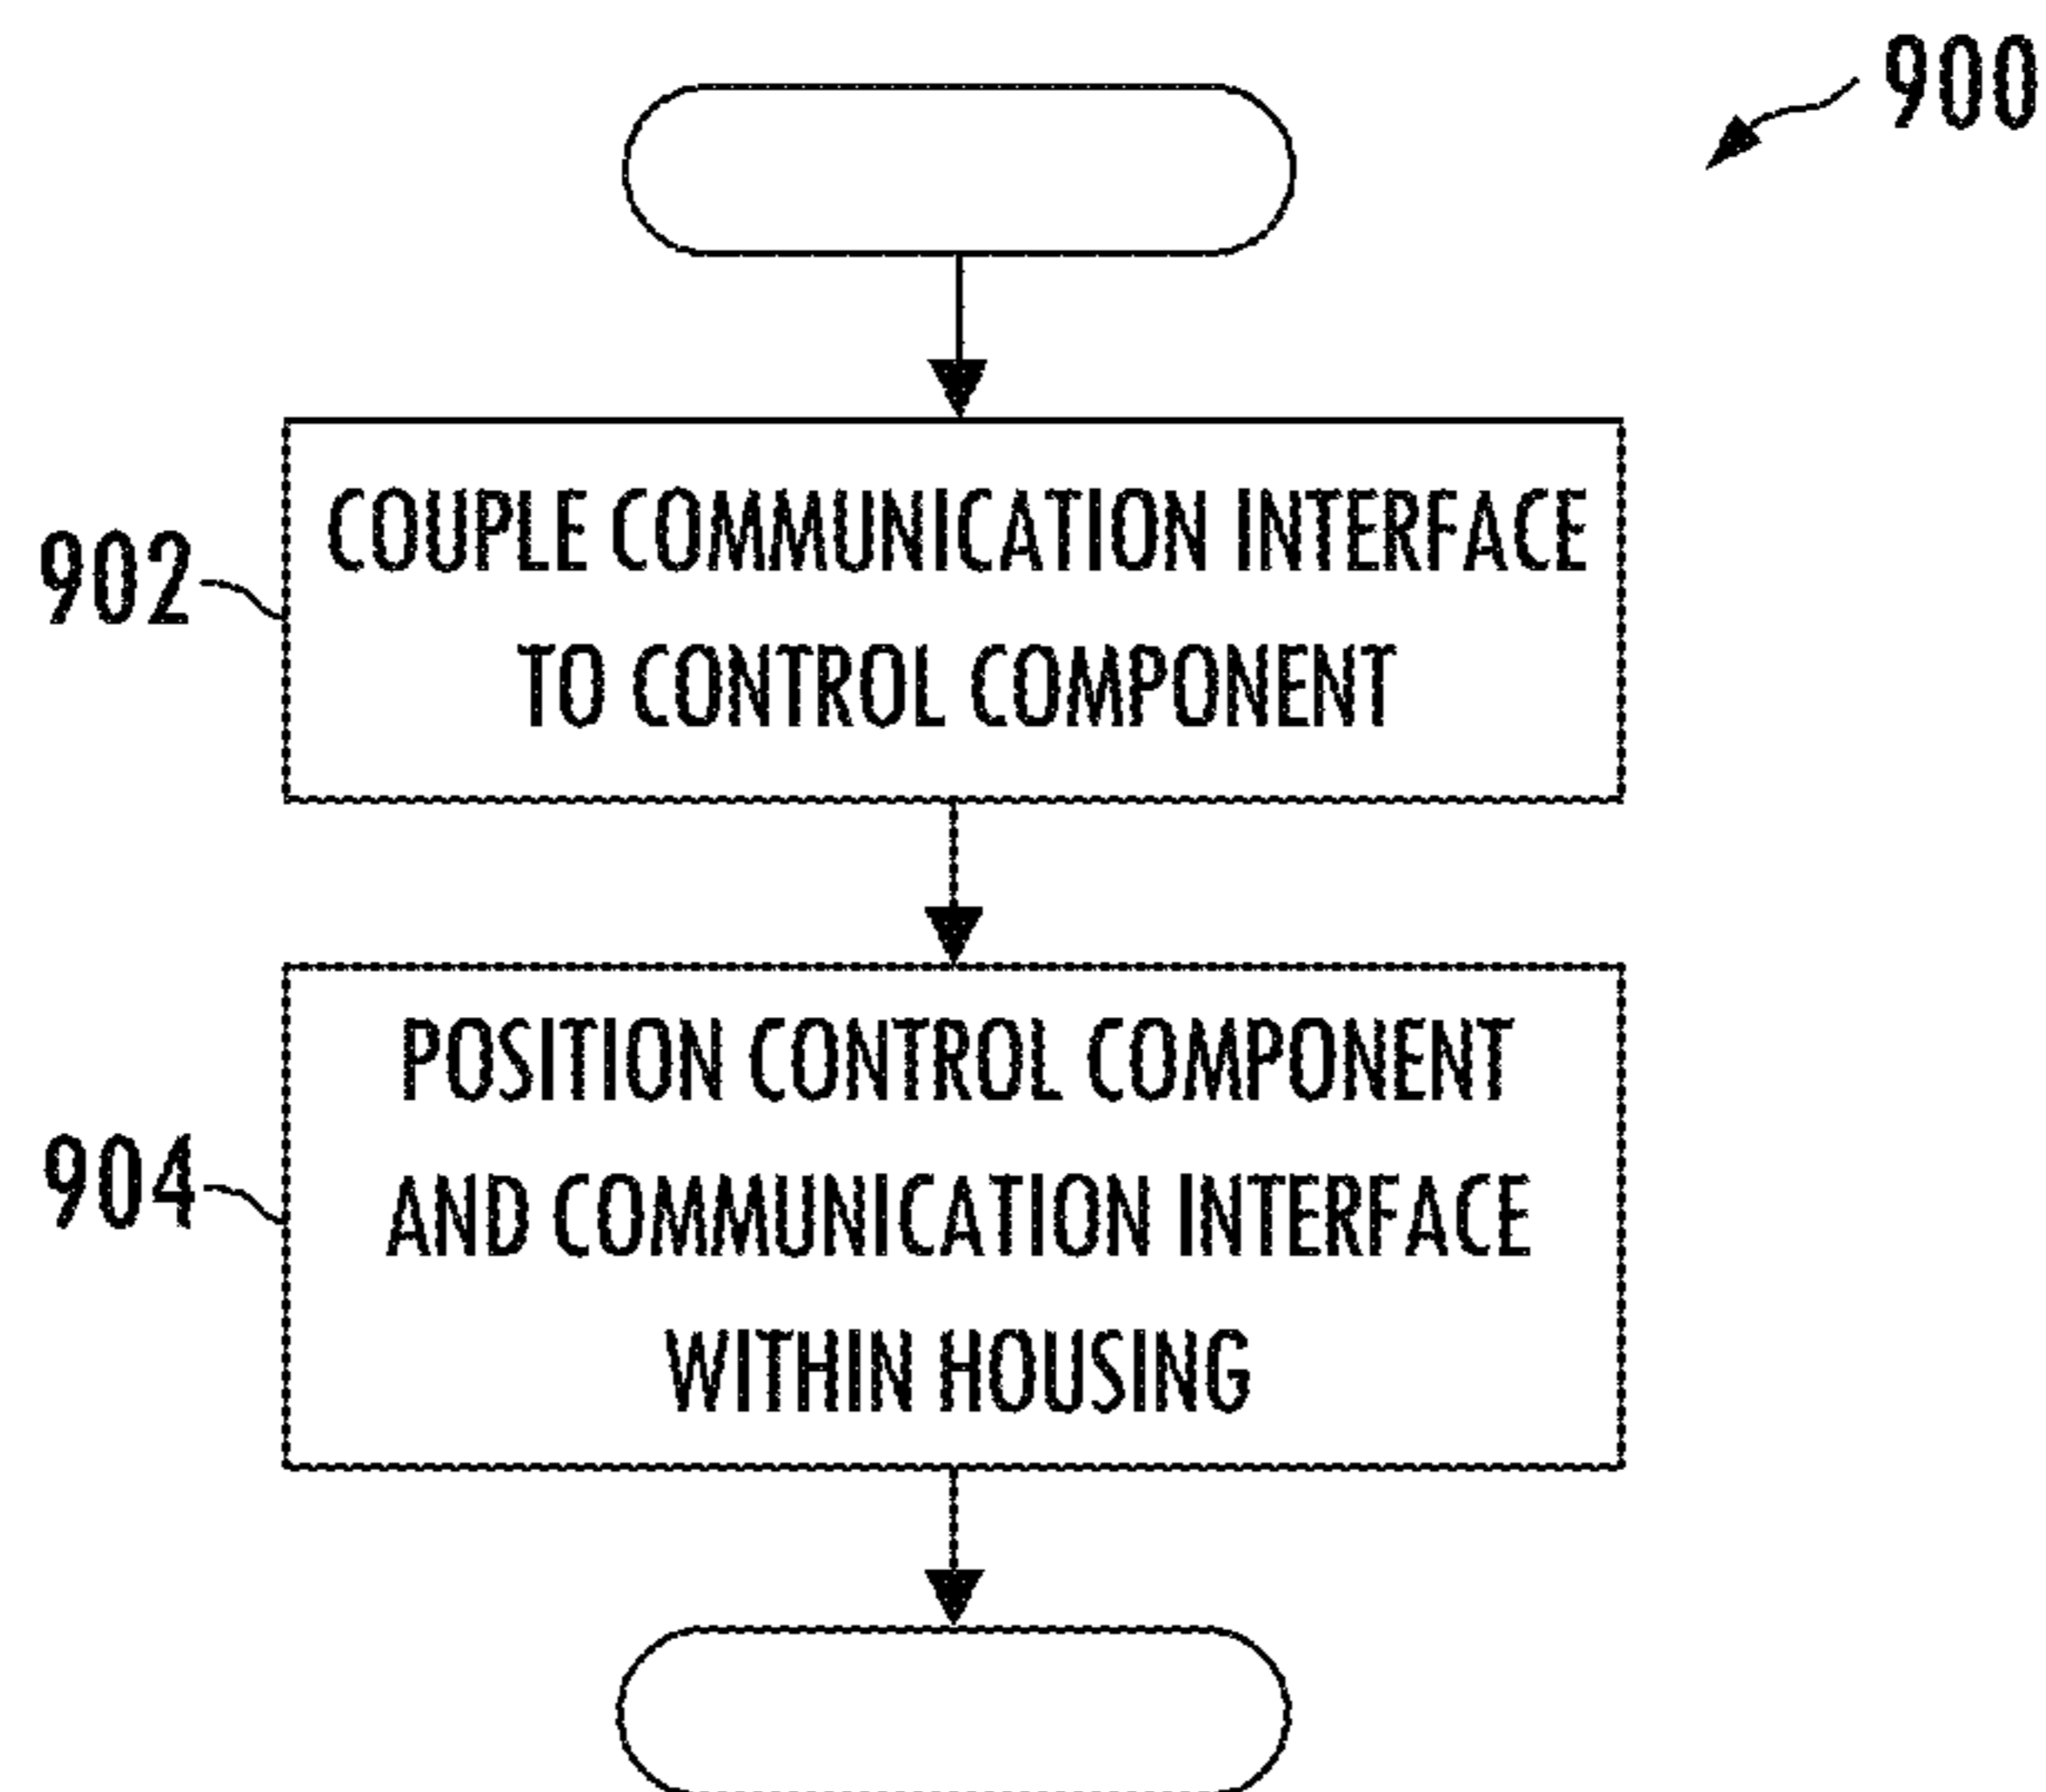 900
902
COUPLE COMMUNICATION INTERFACE
TO CONTROL COMPONENT
904
POSITION CONTROL COMPONENT
AND COMMUNICATION INTERFACE
WITHIN HOUSING